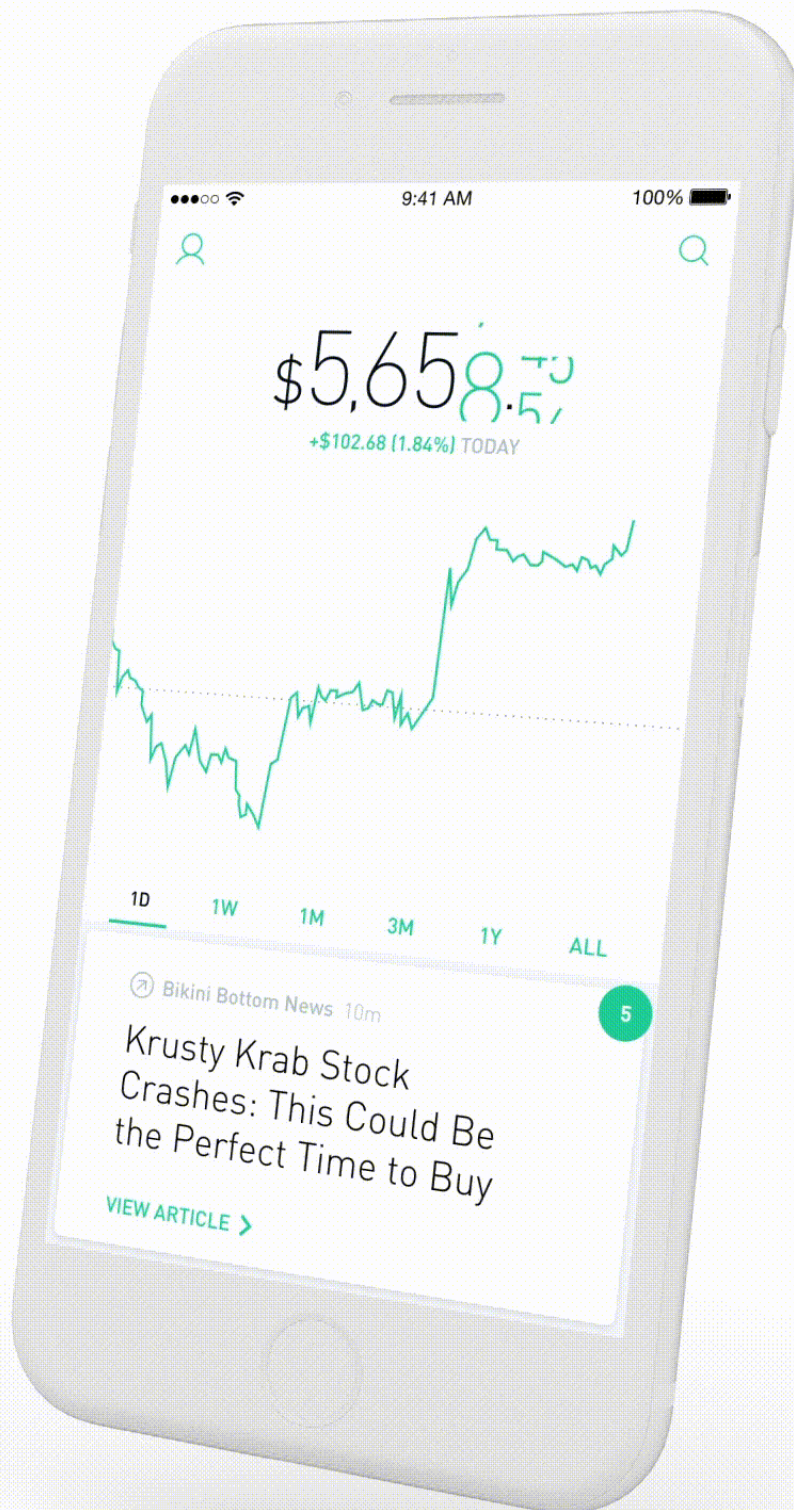 9:41 AM
100%
$5,658.
+$102.68 (1.84%) TODAY
1D
1W
1M
3M
1Y
ALL
Bikini Bottom News 10m
5
Krusty Krab Stock
Crashes: This Could Be
the Perfect Time to Buy
VIEW ARTICLE